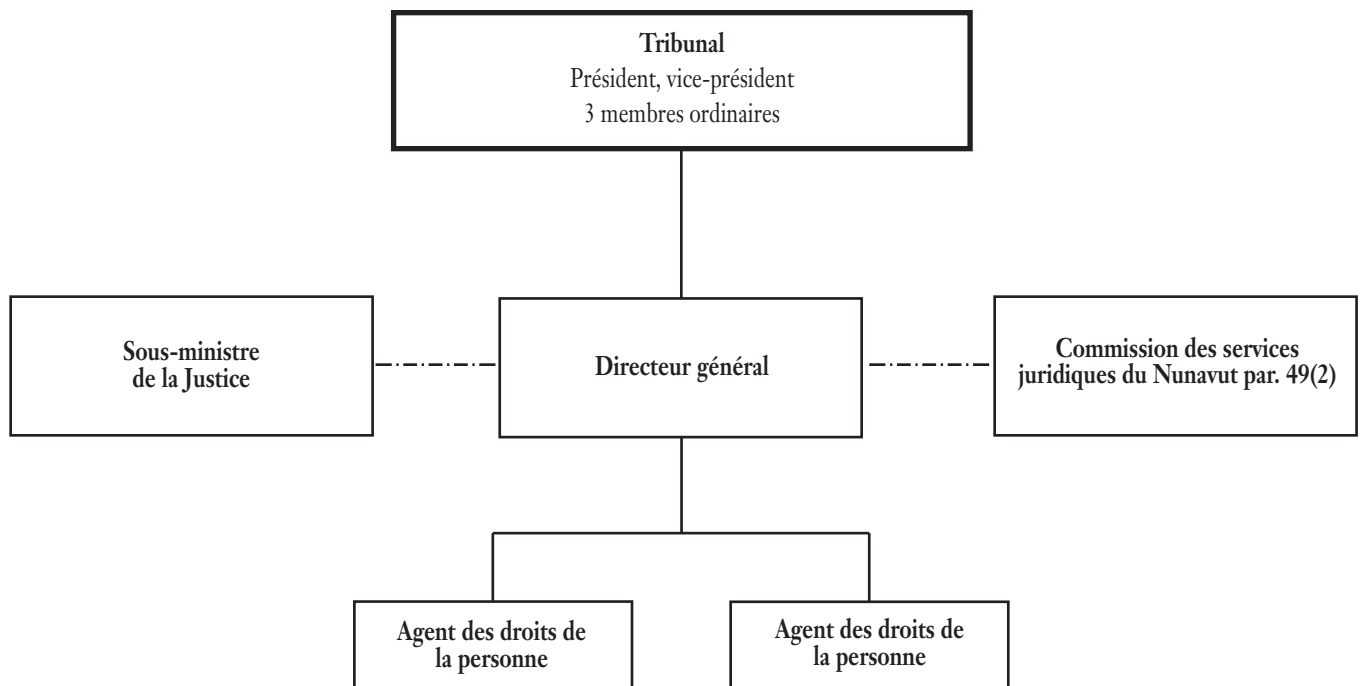 Tribunal
Président, vice-président
3 membres ordinaires
Sous-ministre
de la Justice
Directeur général
Commission des services
juridiques du Nunavut par. 49(2)
Agent des droits de
la personne
Agent des droits de
la personne